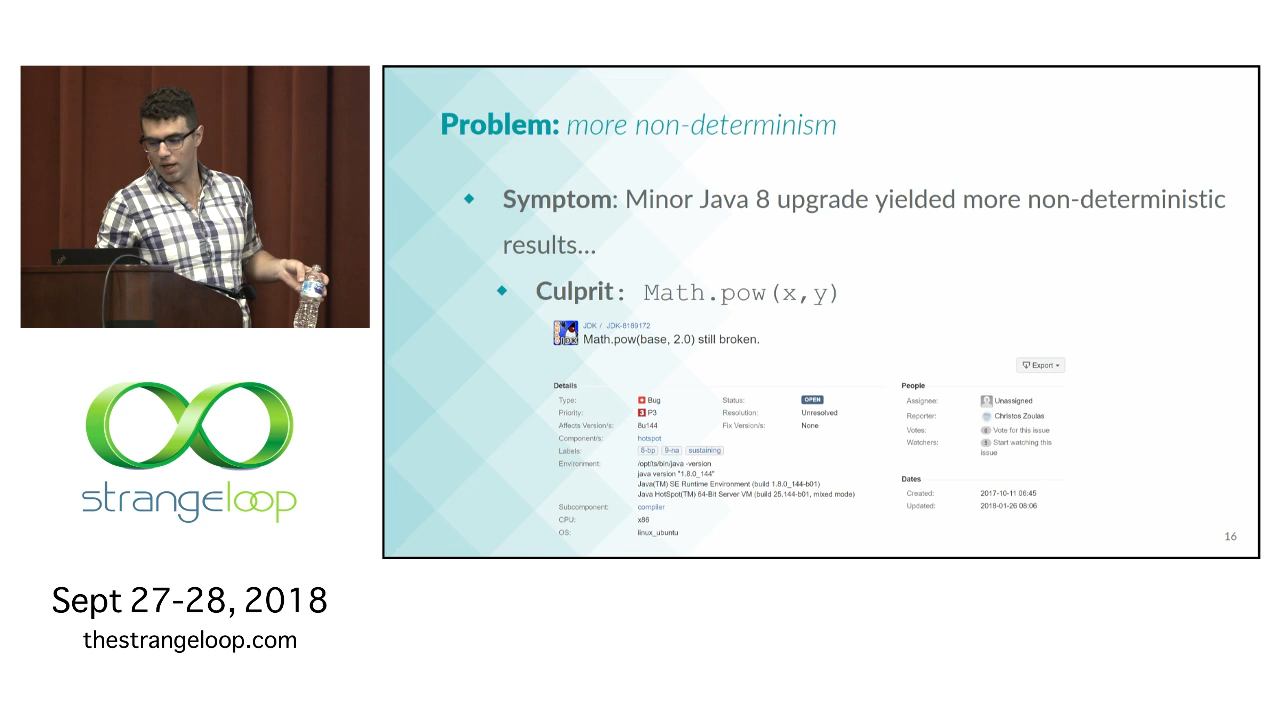 Problem: more non-determinism
Symptom: Minor Java 8 upgrade yielded more non-deterministic
results...
Culprit: Math.pow(x,y)
JDK / JDK-8189172
Math.pow(base, 2.0) still broken.
Export
Details
Type: Bug Status: OPEN
Priority: P3 Resolution: Unresolved
Affects Version/s: 8u144 Fix Version/s: None
Component/s: hotspot
Labels: 8-bp 9-na sustaining
Environment: /opt/ts/bin/java -version
java version "1.8.0_144"
Java(TM) SE Runtime Environment (build 1.8.0_144-b01)
Java HotSpot(TM) 64-Bit Server VM (build 25.144-b01, mixed mode)
Subcomponent: compiler
CPU: x86
OS: linux_ubuntu
People
Assignee: Unassigned
Reporter: Christos Zoulas
Votes: Vote for this issue
Watchers: Start watching this
issue
Dates
Created: 2017-10-11 06:45
Updated: 2018-01-26 08:06
16
strangeloop
Sept 27-28, 2018
thestrangeloop.com